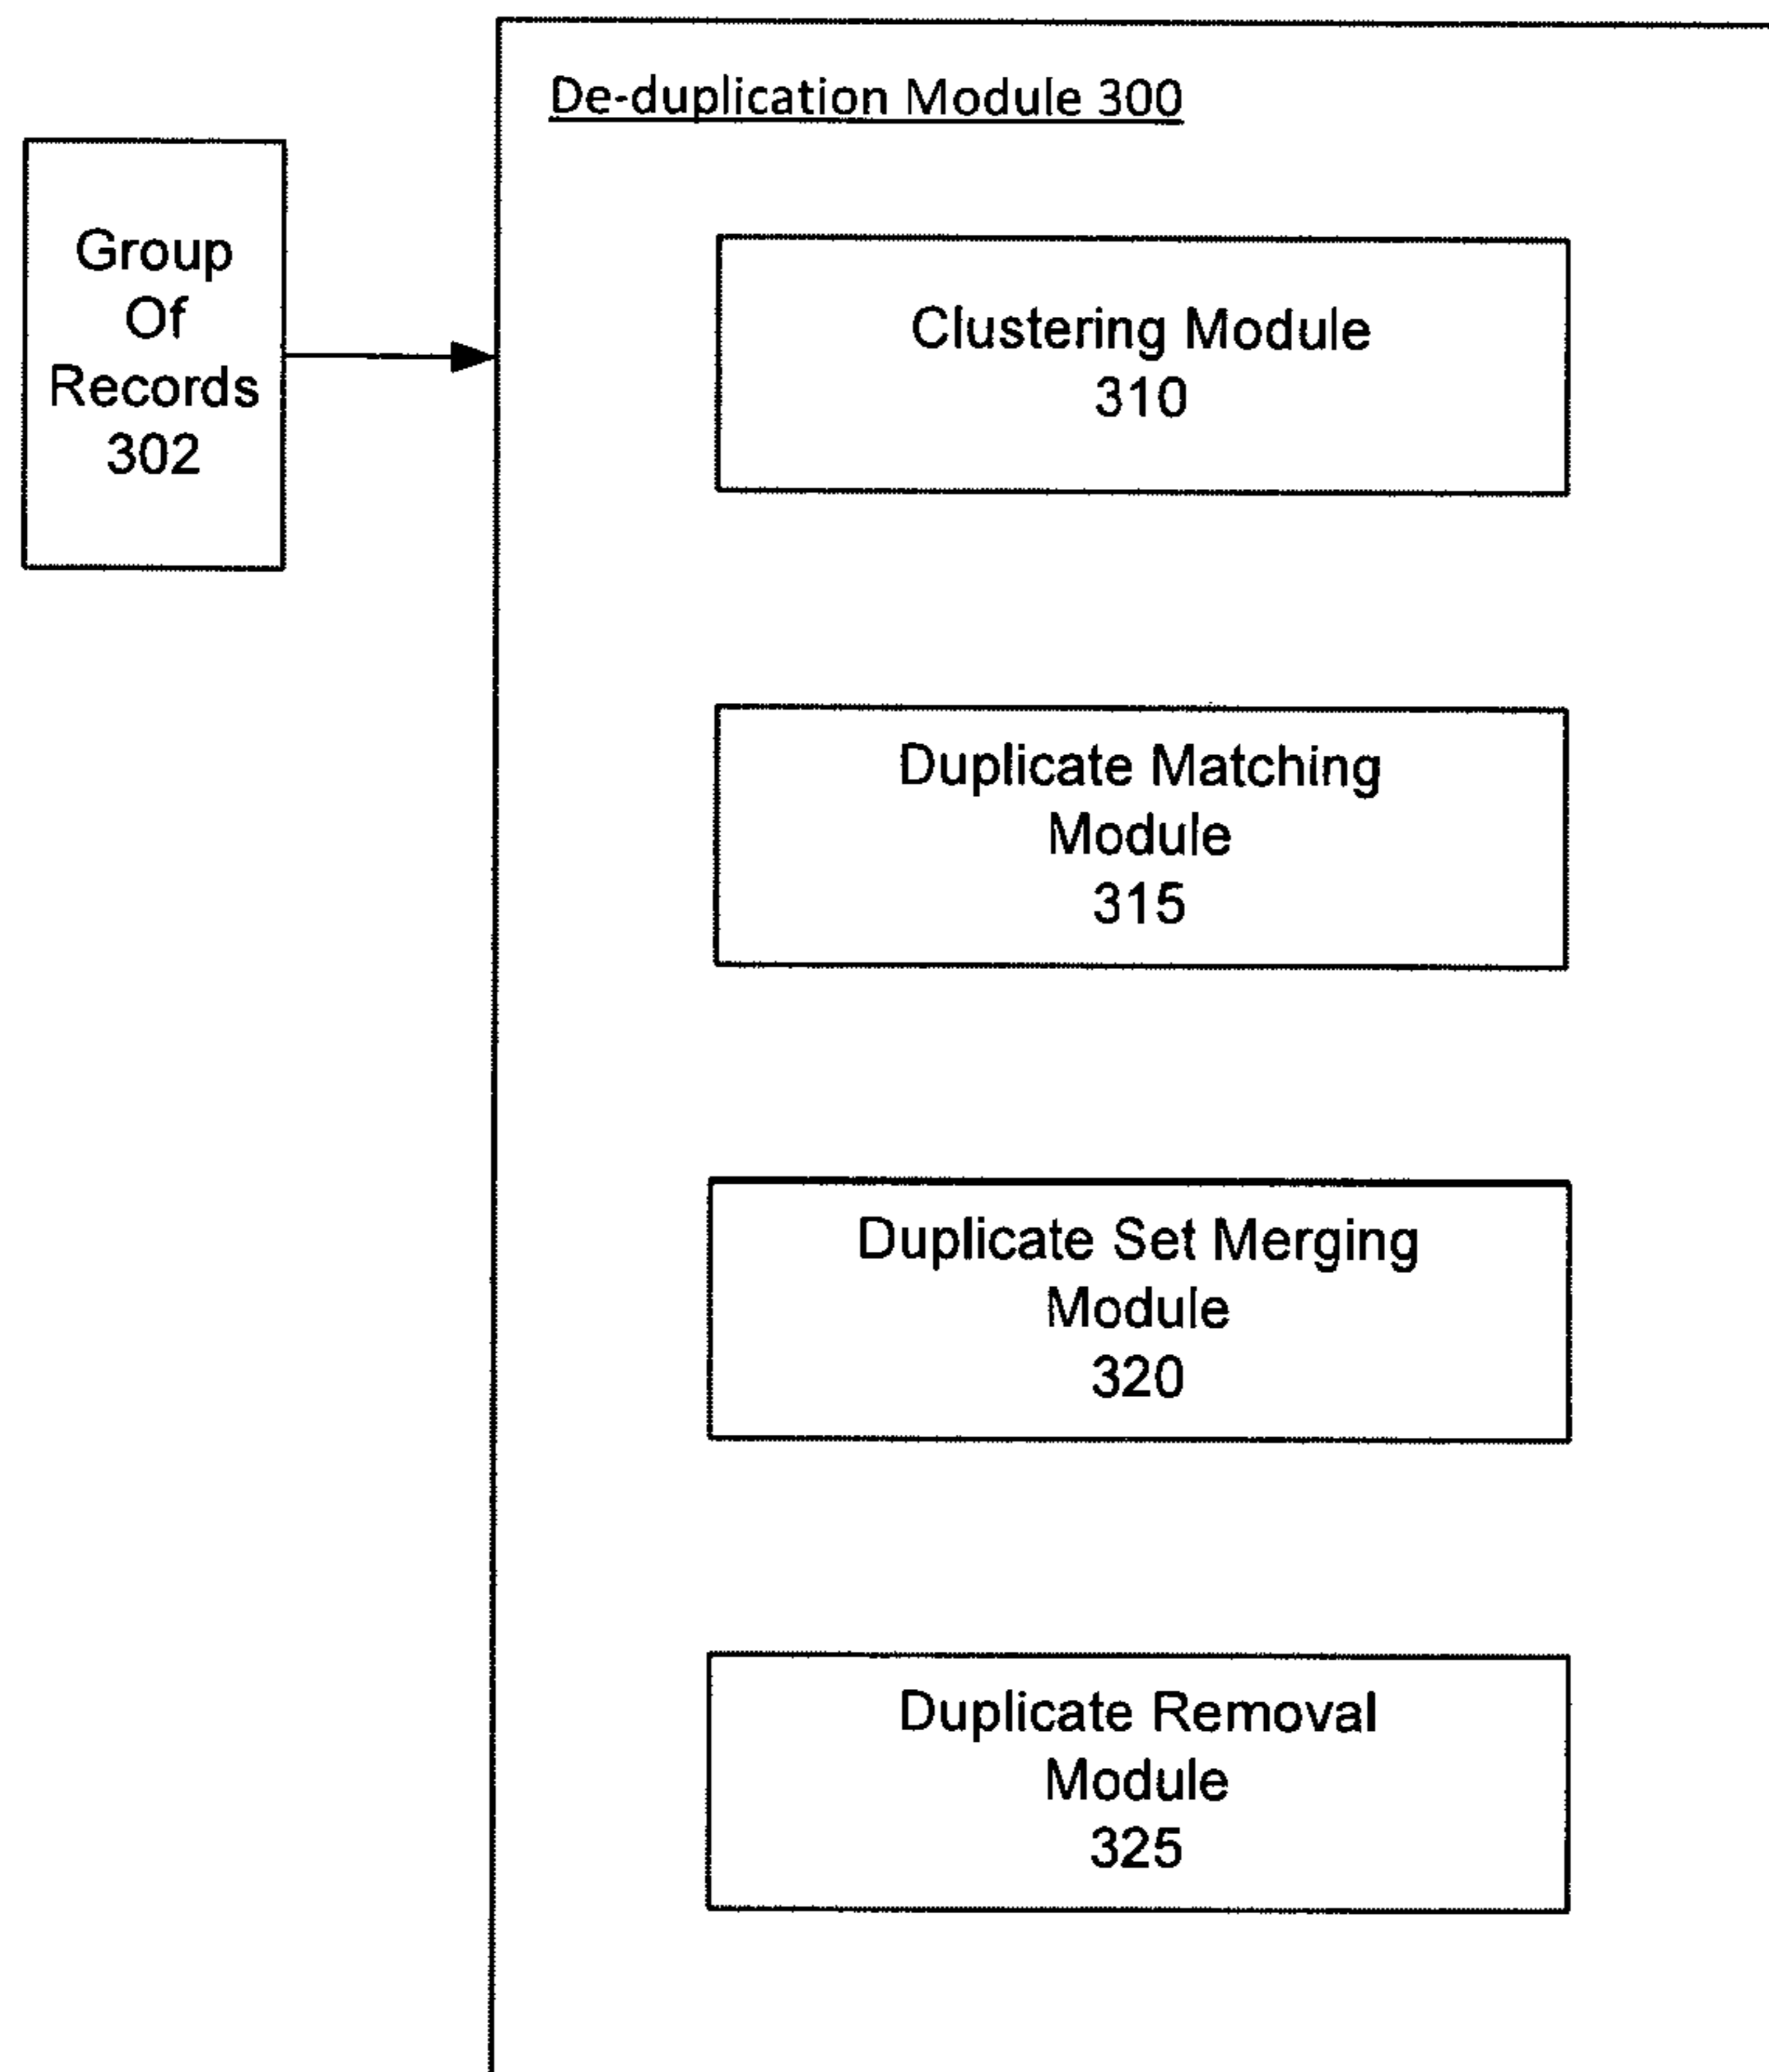 De-duplication Module 300
Group
Of
Records
302
Clustering Module
310
Duplicate Matching
Module
315
Duplicate Set Merging
Module
320
Duplicate Removal
Module
325